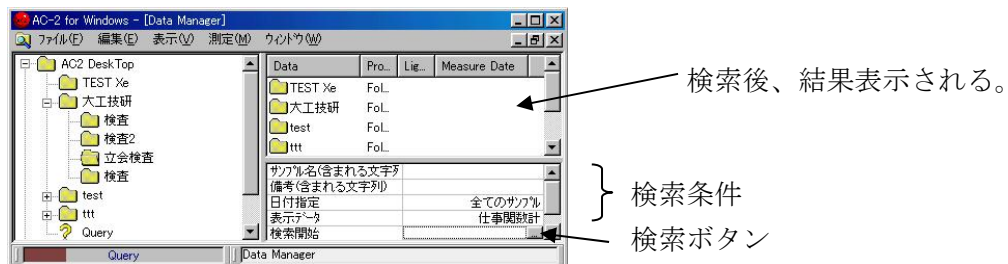 AC-2 for Windows - [Data Manager]
ファイル(F) 編集(E) 表示(V) 測定(M) ウィンドウ(W)
AC2 DeskTop
TEST Xe
大工技研
検査
検査2
立会検査
検査
test
ttt
Query
Data Pro... Lig... Measure Date
TEST Xe Fol...
大工技研 Fol...
test Fol...
ttt Fol...
サンプル名(含まれる文字列
備考(含まれる文字列)
日付指定 全てのサンプル
表示データ 仕事関数計
検索開始 ...
Query Data Manager
検索後、結果表示される。
検索条件
検索ボタン